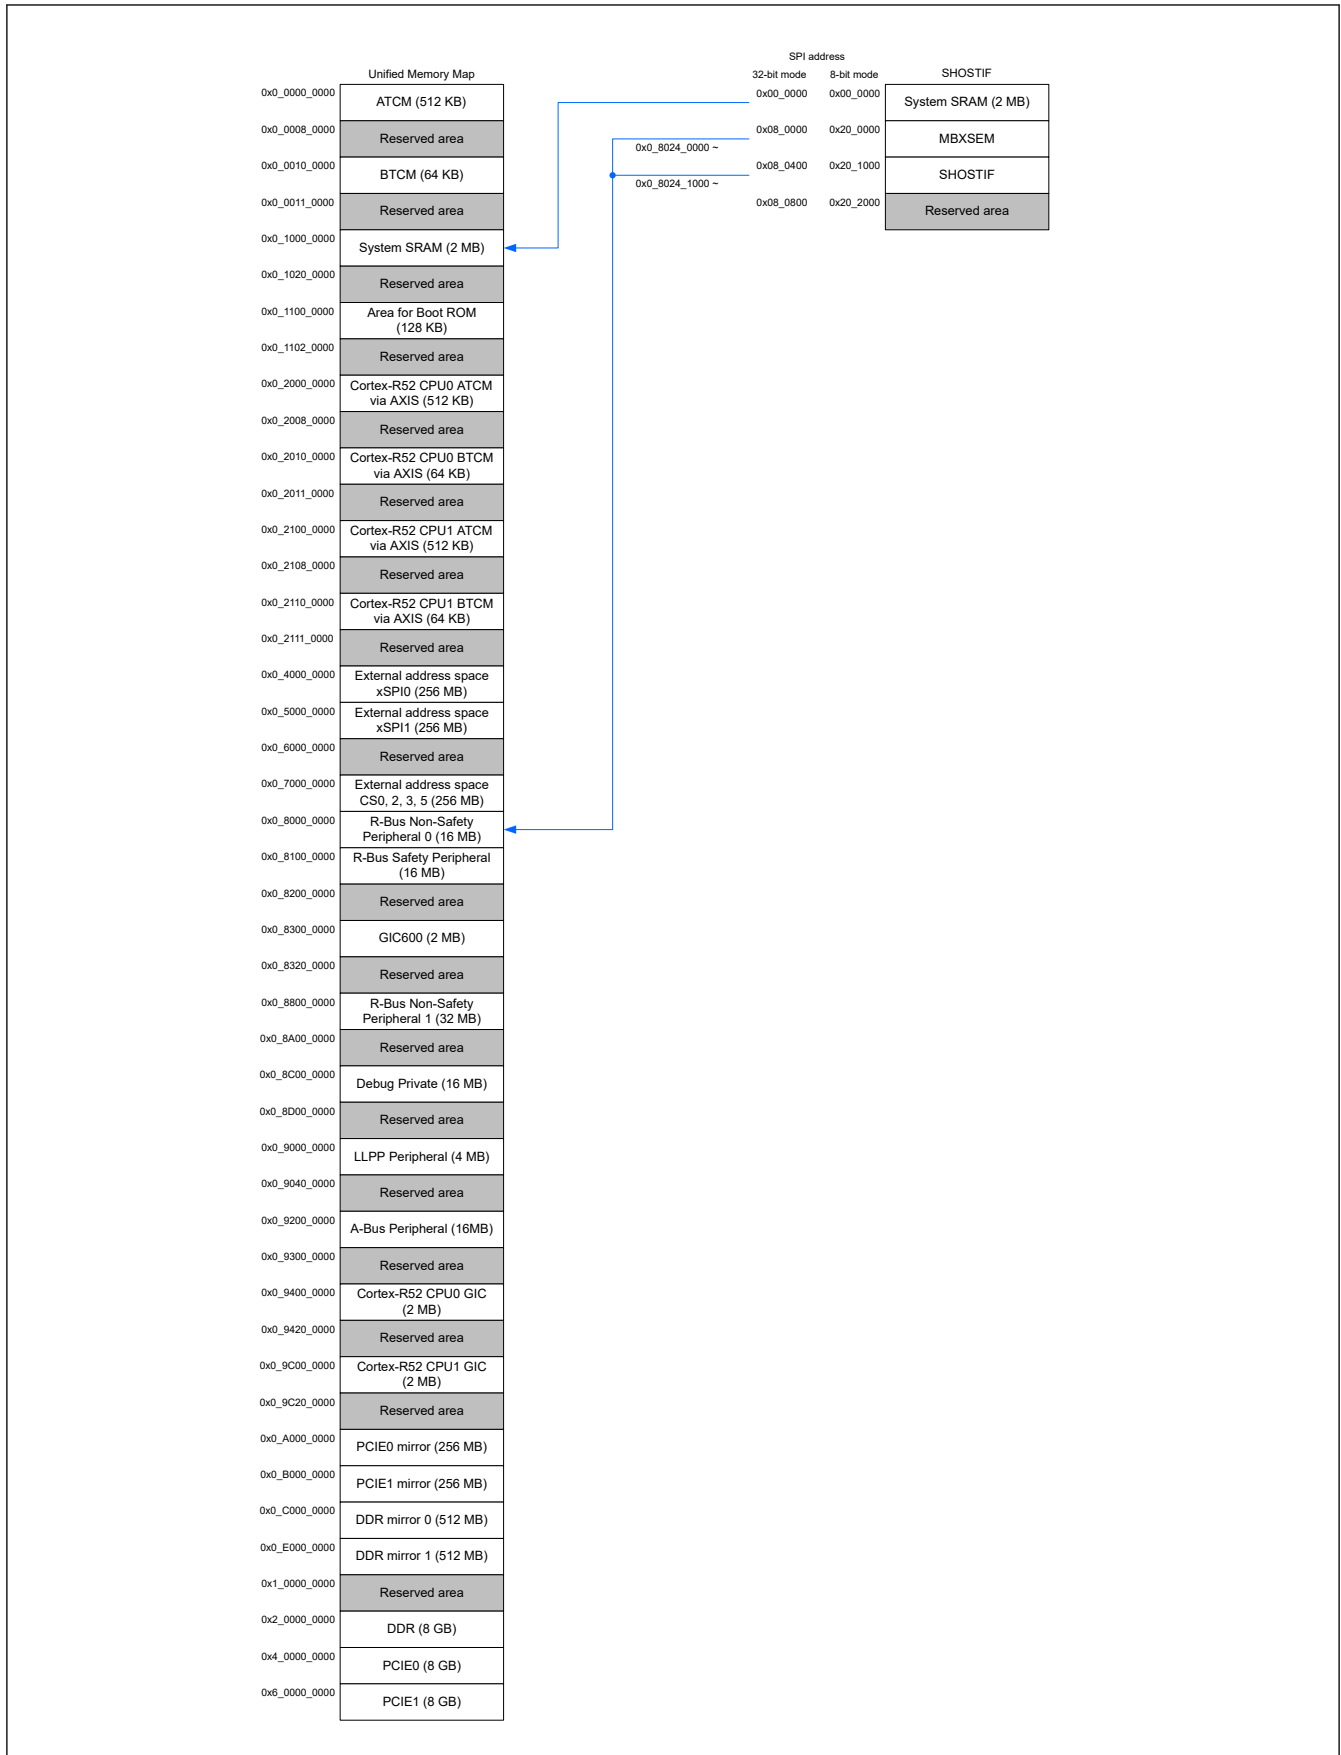 SPI address
Unified Memory Map
32-bit mode 8-bit mode SHOSTIF
0x0_0000_0000 ATCM (512 KB)
0x00_0000 0x00_0000 System SRAM (2 MB)
0x0_0008_0000 Reserved area
0x0_8024_0000 ~ 0x08_0000 0x20_0000 MBXSEM
0x0_0010_0000 BTCM (64 KB)
0x0_8024_1000 ~ 0x08_0400 0x20_1000 SHOSTIF
0x0_0011_0000 Reserved area
0x08_0800 0x20_2000 Reserved area
0x0_1000_0000 System SRAM (2 MB)
0x0_1020_0000 Reserved area
0x0_1100_0000 Area for Boot ROM
(128 KB)
0x0_1102_0000 Reserved area
0x0_2000_0000 Cortex-R52 CPU0 ATCM
via AXIS (512 KB)
0x0_2008_0000 Reserved area
0x0_2010_0000 Cortex-R52 CPU0 BTCM
via AXIS (64 KB)
0x0_2011_0000 Reserved area
0x0_2100_0000 Cortex-R52 CPU1 ATCM
via AXIS (512 KB)
0x0_2108_0000 Reserved area
0x0_2110_0000 Cortex-R52 CPU1 BTCM
via AXIS (64 KB)
0x0_2111_0000 Reserved area
0x0_4000_0000 External address space
xSPI0 (256 MB)
0x0_5000_0000 External address space
xSPI1 (256 MB)
0x0_6000_0000 Reserved area
0x0_7000_0000 External address space
CS0, 2, 3, 5 (256 MB)
0x0_8000_0000 R-Bus Non-Safety
Peripheral 0 (16 MB)
0x0_8100_0000 R-Bus Safety Peripheral
(16 MB)
0x0_8200_0000 Reserved area
0x0_8300_0000 GIC600 (2 MB)
0x0_8320_0000 Reserved area
0x0_8800_0000 R-Bus Non-Safety
Peripheral 1 (32 MB)
0x0_8A00_0000 Reserved area
0x0_8C00_0000 Debug Private (16 MB)
0x0_8D00_0000 Reserved area
0x0_9000_0000 LLPP Peripheral (4 MB)
0x0_9040_0000 Reserved area
0x0_9200_0000 A-Bus Peripheral (16MB)
0x0_9300_0000 Reserved area
0x0_9400_0000 Cortex-R52 CPU0 GIC
(2 MB)
0x0_9420_0000 Reserved area
0x0_9C00_0000 Cortex-R52 CPU1 GIC
(2 MB)
0x0_9C20_0000 Reserved area
0x0_A000_0000 PCIE0 mirror (256 MB)
0x0_B000_0000 PCIE1 mirror (256 MB)
0x0_C000_0000 DDR mirror 0 (512 MB)
0x0_E000_0000 DDR mirror 1 (512 MB)
0x1_0000_0000 Reserved area
0x2_0000_0000 DDR (8 GB)
0x4_0000_0000 PCIE0 (8 GB)
0x6_0000_0000 PCIE1 (8 GB)